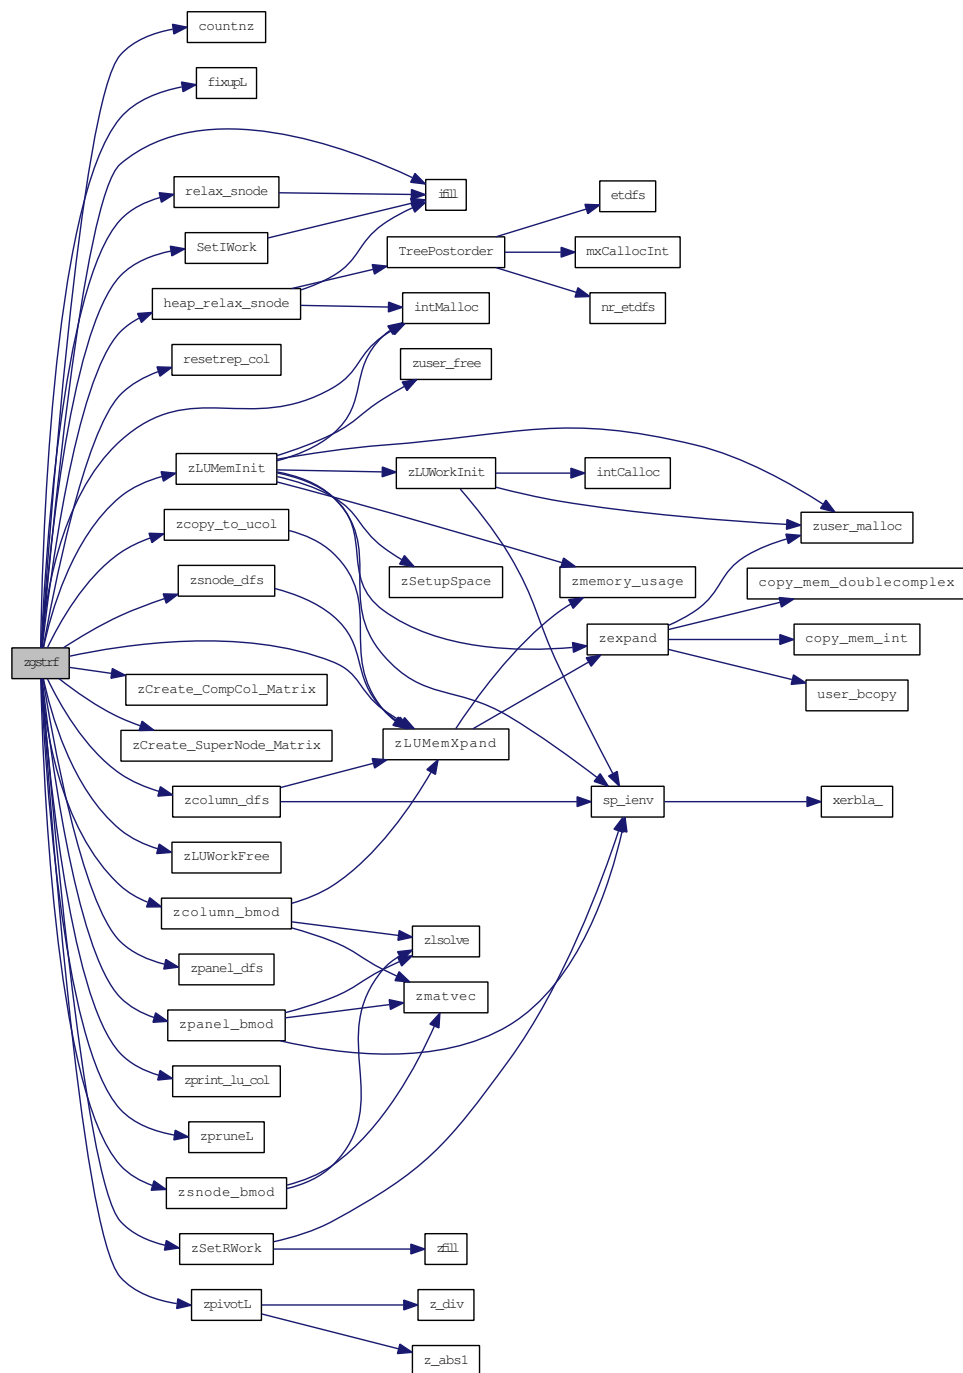 countnz
fixupL
relax_snode
ifill
etdfs
SetIWork
TreePostorder
mxCallocInt
heap_relax_snode
intMalloc
nr_etdfs
resetrep_col
zuser_free
zLUMemInit
zLUWorkInit
intCalloc
zcopy_to_ucol
zuser_malloc
zsnode_dfs
zSetupSpace
zmemory_usage
copy_mem_doublecomplex
zgstrf
zexpand
copy_mem_int
zCreate_CompCol_Matrix
user_bcopy
zCreate_SuperNode_Matrix
zLUMemXpand
zcolumn_dfs
sp_ienv
xerbla_
zLUWorkFree
zcolumn_bmod
zlsolve
zpanel_dfs
zmatvec
zpanel_bmod
zprint_lu_col
zpruneL
zsnode_bmod
zSetRWork
zfill
zpivotL
z_div
z_abs1